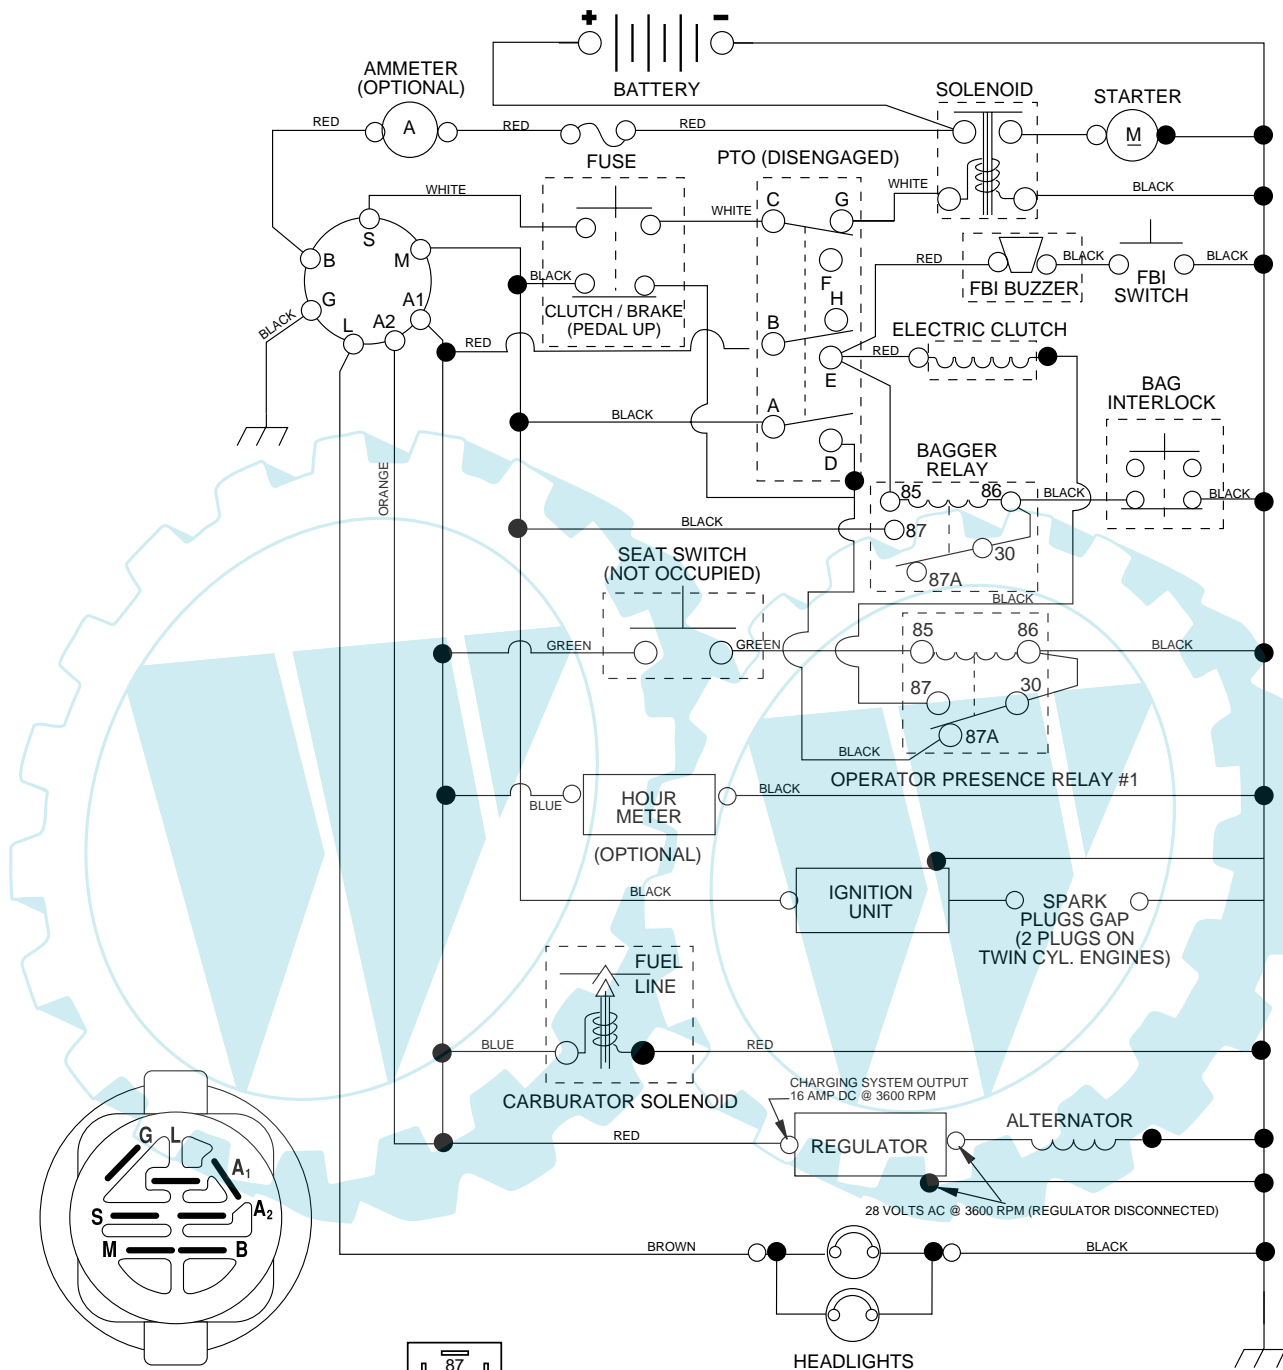 + -
BATTERY
AMMETER
(OPTIONAL)
RED
A
RED
RED
FUSE
SOLENOID
STARTER
M
PTO (DISENGAGED)
WHITE
WHITE
C
G
WHITE
BLACK
S
B
M
G
A1
L
A2
BLACK
BLACK
CLUTCH / BRAKE
(PEDAL UP)
F
H
B
E
RED
FBI BUZZER
BLACK
FBI
SWITCH
BLACK
RED
ELECTRIC CLUTCH
RED
BAG
INTERLOCK
BLACK
A
D
ORANGE
BAGGER
RELAY
85
86
BLACK
BLACK
BLACK
87
30
87A
SEAT SWITCH
(NOT OCCUPIED)
BLACK
GREEN
GREEN
85
86
BLACK
87
30
87A
BLACK
OPERATOR PRESENCE RELAY #1
BLUE
HOUR
METER
BLACK
(OPTIONAL)
BLACK
IGNITION
UNIT
SPARK
PLUGS GAP
(2 PLUGS ON
TWIN CYL. ENGINES)
FUEL
LINE
BLUE
RED
CARBURATOR SOLENOID
CHARGING SYSTEM OUTPUT
16 AMP DC @ 3600 RPM
RED
REGULATOR
ALTERNATOR
28 VOLTS AC @ 3600 RPM (REGULATOR DISCONNECTED)
G L
A1
A2
S
M
B
BROWN
BLACK
HEADLIGHTS
87